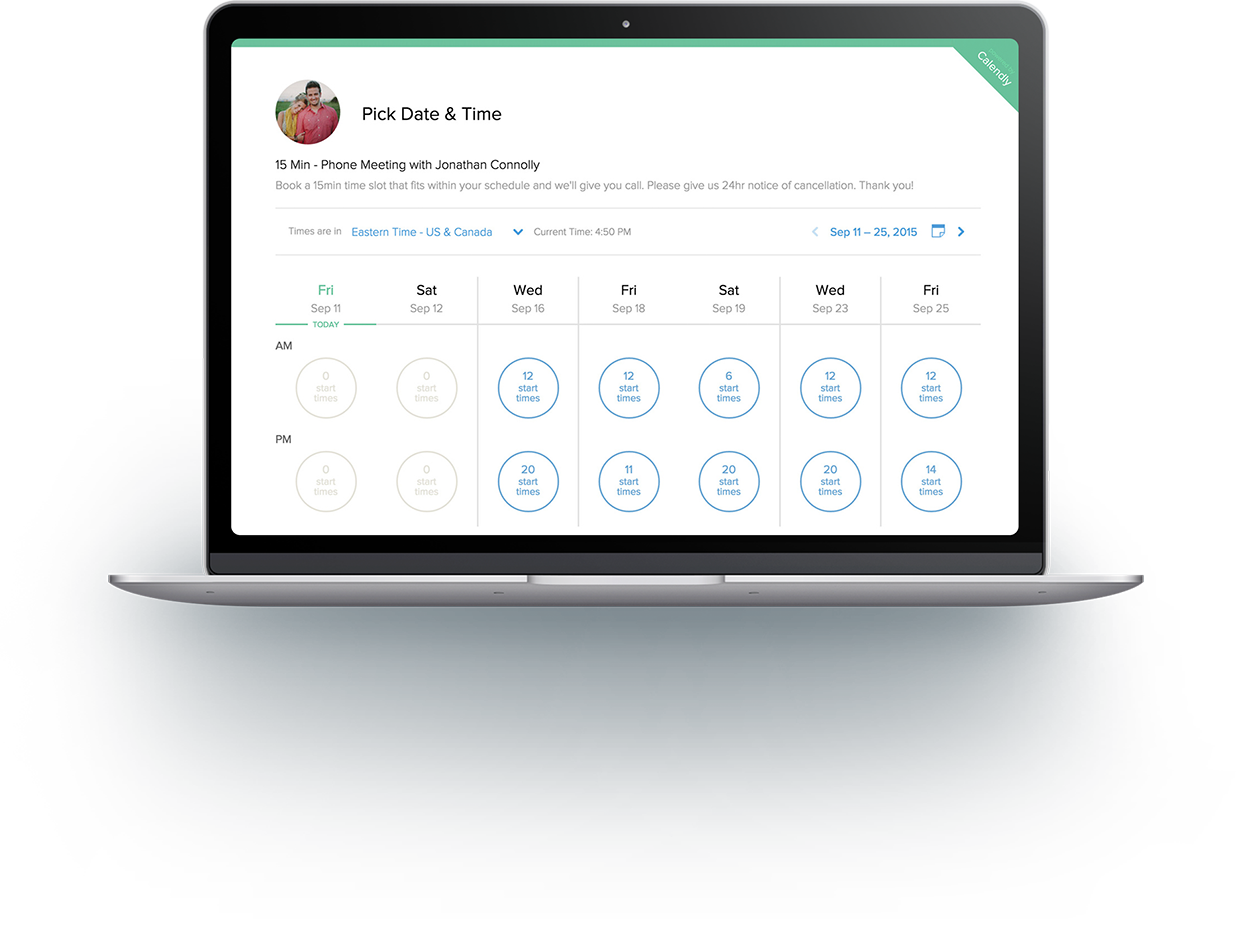 Calendly
Pick Date & Time
15 Min - Phone Meeting with Jonathan Connolly
Book a 15min time slot that fits within your schedule and we'll give you call. Please give us 24hr notice of cancellation. Thank you!
Times are in Eastern Time - US & Canada Current Time: 4:50 PM Sep 11 – 25, 2015
Fri Sat Wed Fri Sat Wed Fri
Sep 11 Sep 12 Sep 16 Sep 18 Sep 19 Sep 23 Sep 25
TODAY
AM
0 0 12 12 6 12 12
start start start start start start start
times times times times times times times
PM
0 0 20 11 20 20 14
start start start start start start start
times times times times times times times